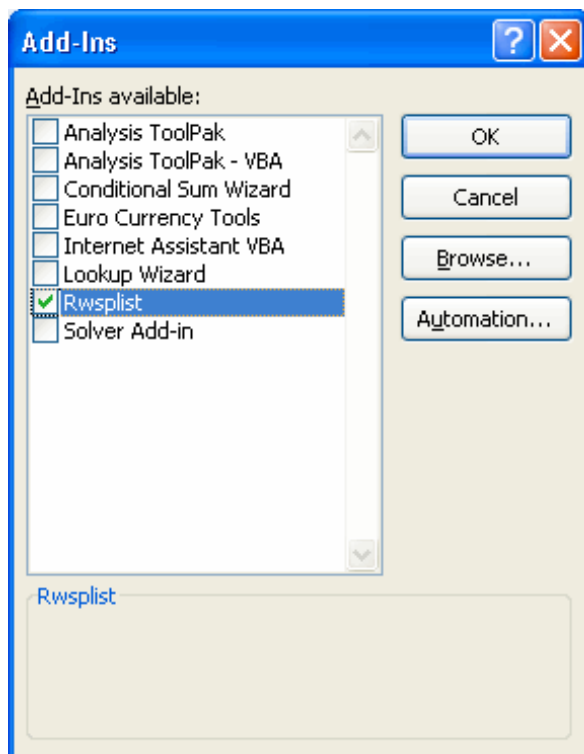 Add-Ins
Add-Ins available:
Analysis ToolPak
Analysis ToolPak - VBA
Conditional Sum Wizard
Euro Currency Tools
Internet Assistant VBA
Lookup Wizard
Rwsplist
Solver Add-in
OK
Cancel
Browse...
Automation...
Rwsplist